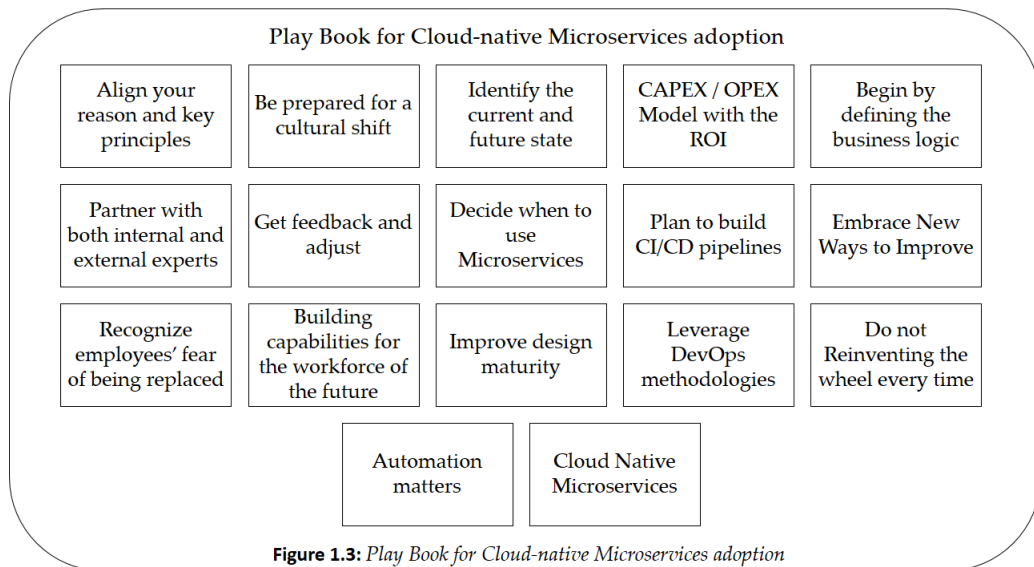 Play Book for Cloud-native Microservices adoption
Align your
reason and key
principles
Be prepared for a
cultural shift
Identify the
current and
future state
CAPEX / OPEX
Model with the
ROI
Begin by
defining the
business logic
Partner with
both internal and
external experts
Get feedback and
adjust
Decide when to
use
Microservices
Plan to build
CI/CD pipelines
Embrace New
Ways to Improve
Recognize
employees’ fear
of being replaced
Building
capabilities for
the workforce of
the future
Improve design
maturity
Leverage
DevOps
methodologies
Do not
Reinventing the
wheel every time
Automation
matters
Cloud Native
Microservices
Figure 1.3: Play Book for Cloud-native Microservices adoption